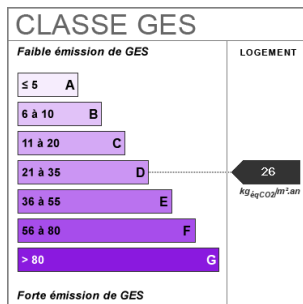 CLASSE GES
Faible émission de GES
LOGEMENT
≤ 5 A
6 à 10 B
11 à 20 C
21 à 35 D
26
kgéqCO2/m².an
36 à 55 E
56 à 80 F
> 80 G
Forte émission de GES